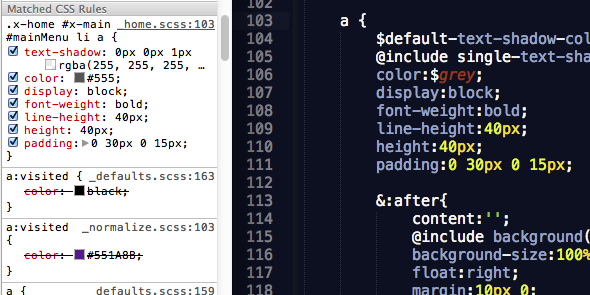 Matched CSS Rules
.x-home #x-main _home.scss:103
#mainMenu li a {
text-shadow: 0px 0px 1px
rgba(255, 255, 255, …
color: #555;
display: block;
font-weight: bold;
line-height: 40px;
height: 40px;
padding: 0 30px 0 15px;
}
a:visited { _defaults.scss:163
color: black;
}
a:visited _normalize.scss:103
{
color: #551A8B;
}
a { defaults.scss:159
102
103 a {
104 $default-text-shadow-col
105 @include single-text-sha
106 color:$grey;
107 display:block;
108 font-weight:bold;
109 line-height:40px;
110 height:40px;
111 padding:0 30px 0 15px;
112
113 &:after{
114 content:'';
115 @include background(
116 background-size:100%
117 float:right;
118 margin:10px 0;